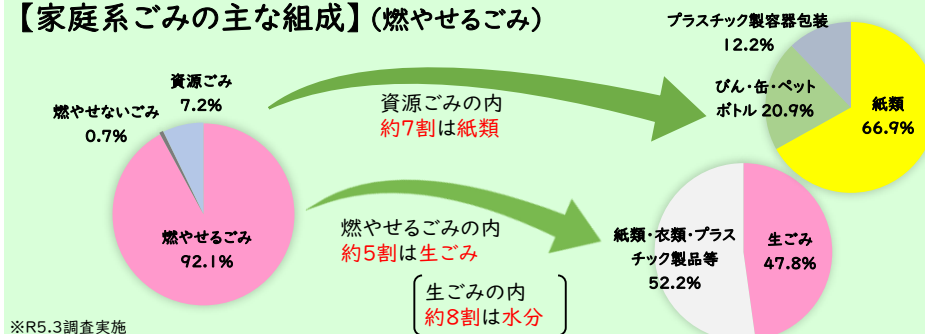 【家庭系ごみの主な組成】(燃やせるごみ)
プラスチック製容器包装
12.2%
びん・缶・ペット
ボトル 20.9%
紙類
66.9%
資源ごみ
7.2%
燃やせないごみ
0.7%
燃やせるごみ
92.1%
資源ごみの内
約7割は紙類
燃やせるごみの内
約5割は生ごみ
生ごみの内
約8割は水分
紙類・衣類・プラス
チック製品等
52.2%
生ごみ
47.8%
※R5.3調査実施